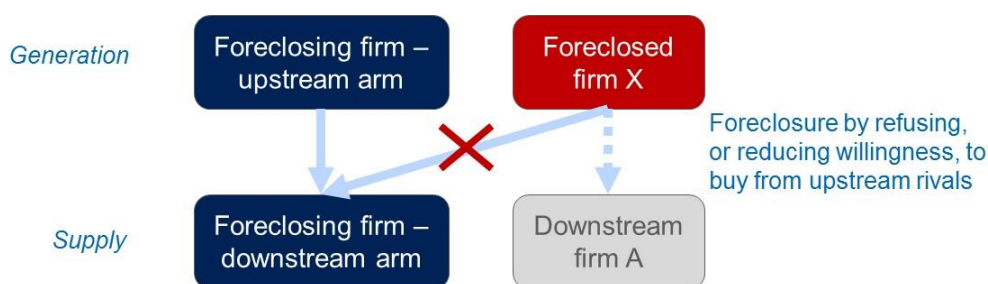 Generation
Foreclosing firm –
upstream arm
Foreclosed
firm X
Foreclosure by refusing,
or reducing willingness, to
buy from upstream rivals
Supply
Foreclosing firm –
downstream arm
Downstream
firm A